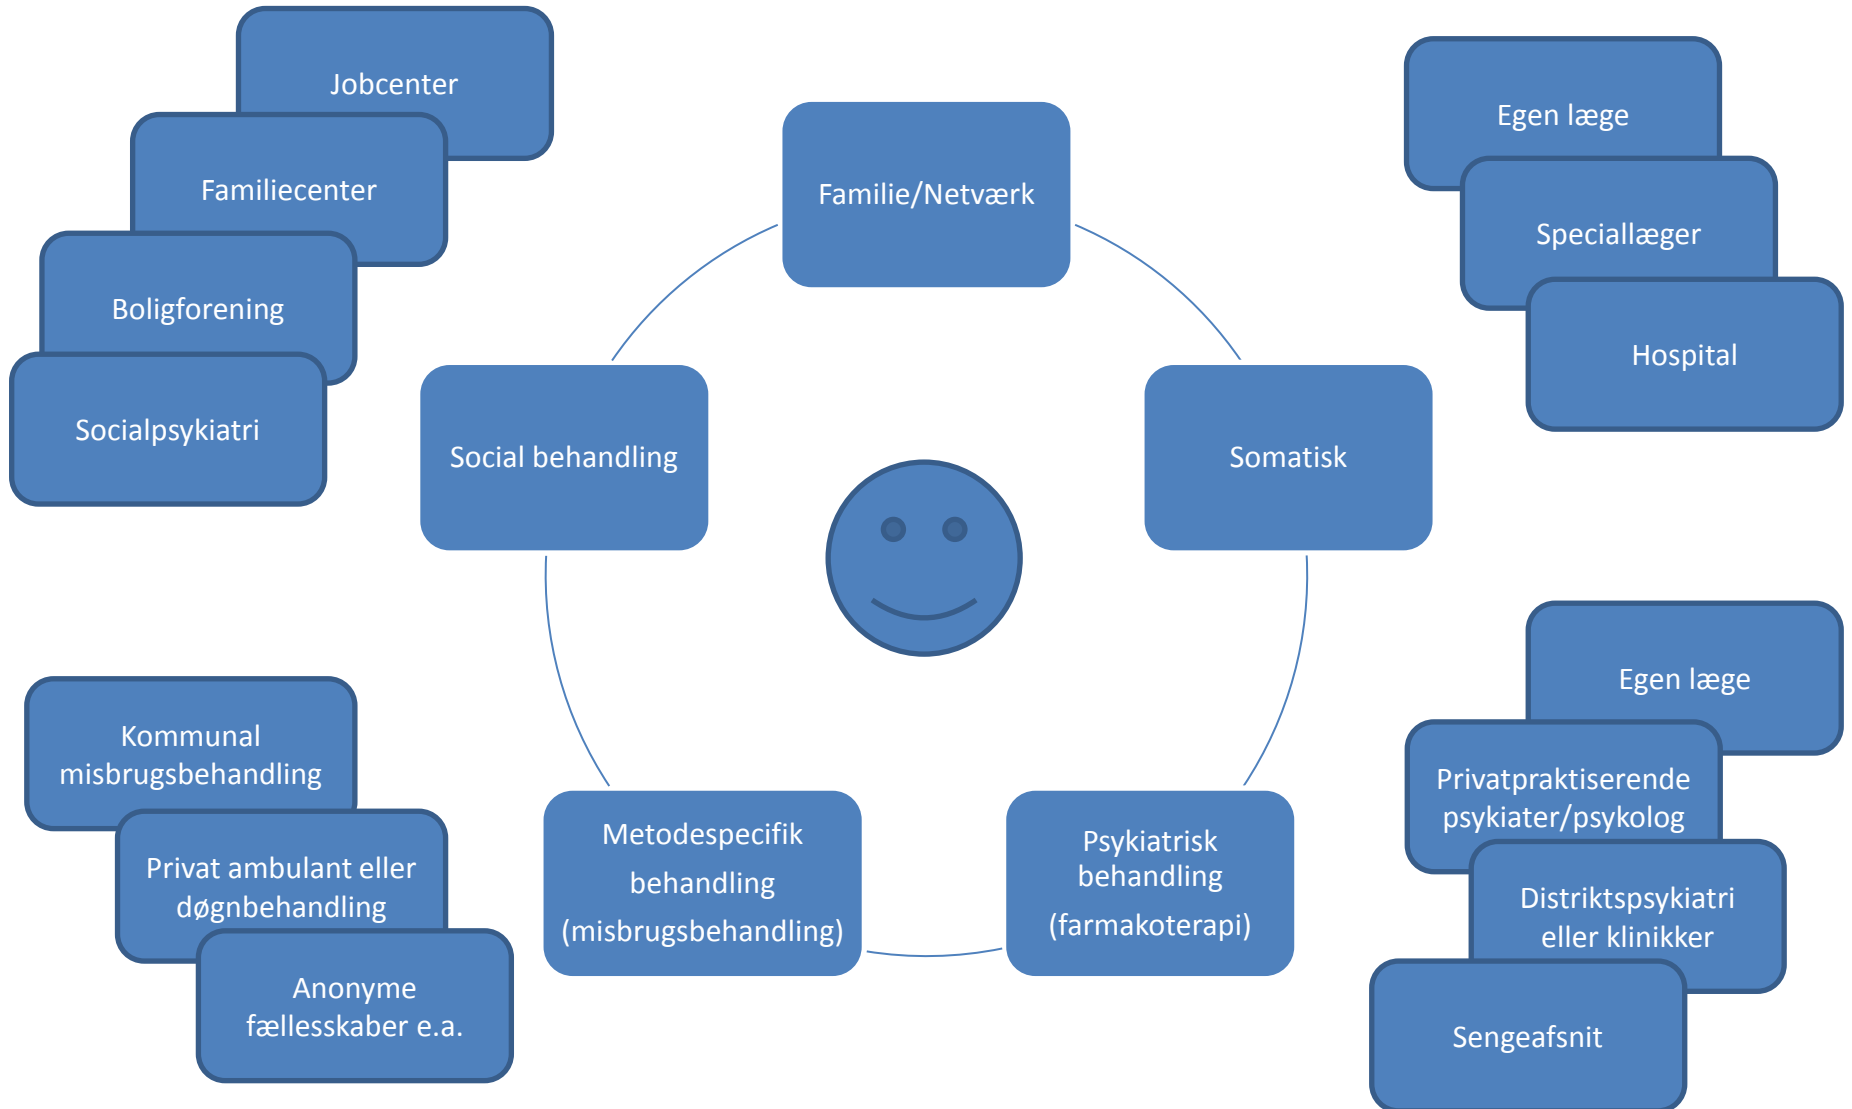 Jobcenter
Familiecenter
Boligforening
Socialpsykiatri
Familie/Netværk
Egen læge
Speciallæger
Hospital
Social behandling
Somatisk
Kommunal
misbrugsbehandling
Privat ambulant eller
døgnbehandling
Anonyme
fællesskaber e.a.
Metodespecifik
behandling
(misbrugsbehandling)
Psykiatrisk
behandling
(farmakoterapi)
Egen læge
Privatpraktiserende
psykiater/psykolog
Distriktspsykiatri
eller klinikker
Sengeafsnit